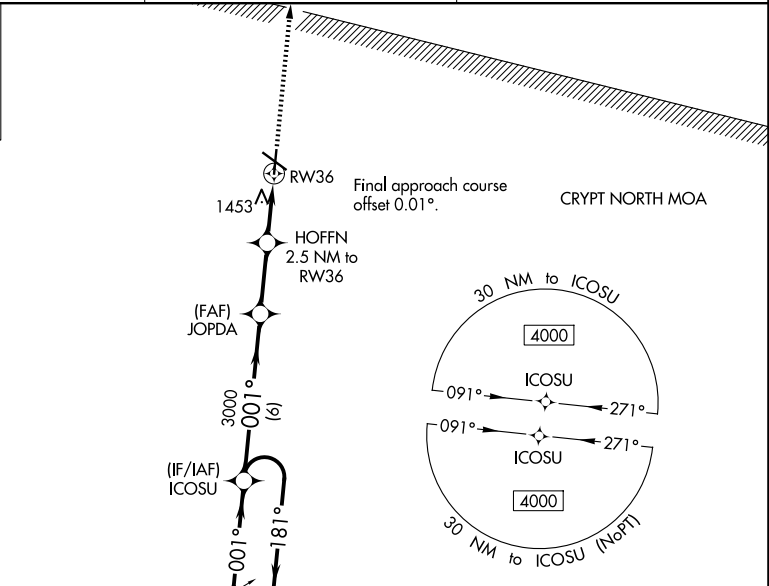 RW36
1453
Final approach course
offset 0.01°.
CRYPT NORTH MOA
HOFFN
2.5 NM to
RW36
(FAF)
JOPDA
3000
001°
(6)
(IF/IAF)
ICOSU
001°
181°
30 NM to ICOSU
4000
ICOSU
091°
271°
091°
271°
ICOSU
4000
30 NM to ICOSU (NoPT)